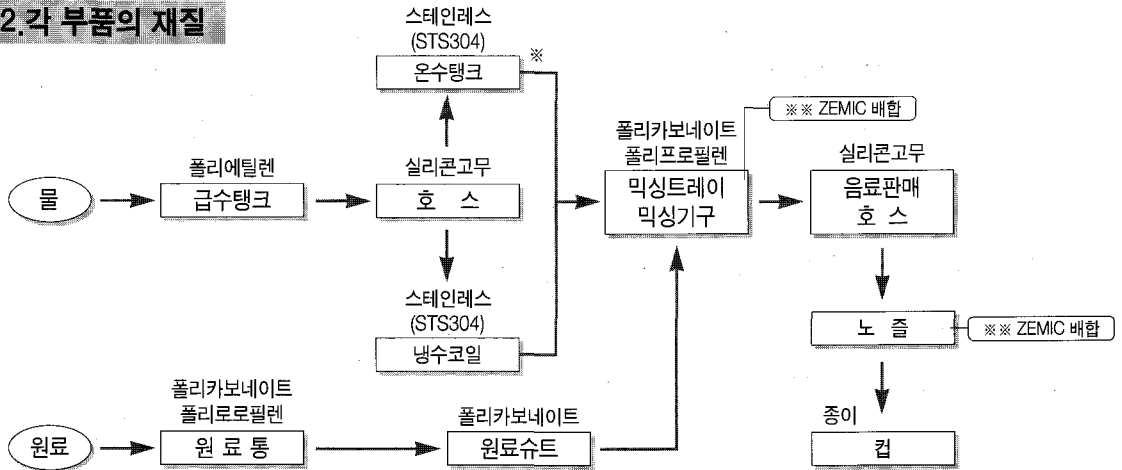 2.각 부품의 재질
스테인레스
(STS304)
온수탱크
※
※※ ZEMIC 배합
폴리카보네이트
폴리프로필렌
믹싱트레이
믹싱기구
실리콘고무
음료판매
호스
폴리에틸렌
실리콘고무
물
급수탱크
호 스
스테인레스
(STS304)
냉수코일
노 즐
※※ ZEMIC 배합
폴리카보네이트
폴리로로필렌
폴리카보네이트
종이
원료
원 료 통
원료슈트
컵